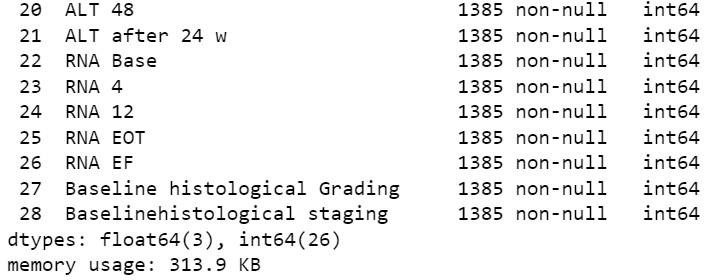 20 ALT 48 1385 non-null int64
21 ALT after 24 w 1385 non-null int64
22 RNA Base 1385 non-null int64
23 RNA 4 1385 non-null int64
24 RNA 12 1385 non-null int64
25 RNA EOT 1385 non-null int64
26 RNA EF 1385 non-null int64
27 Baseline histological Grading 1385 non-null int64
28 Baselinehistological staging 1385 non-null int64
dtypes: float64(3), int64(26)
memory usage: 313.9 KB